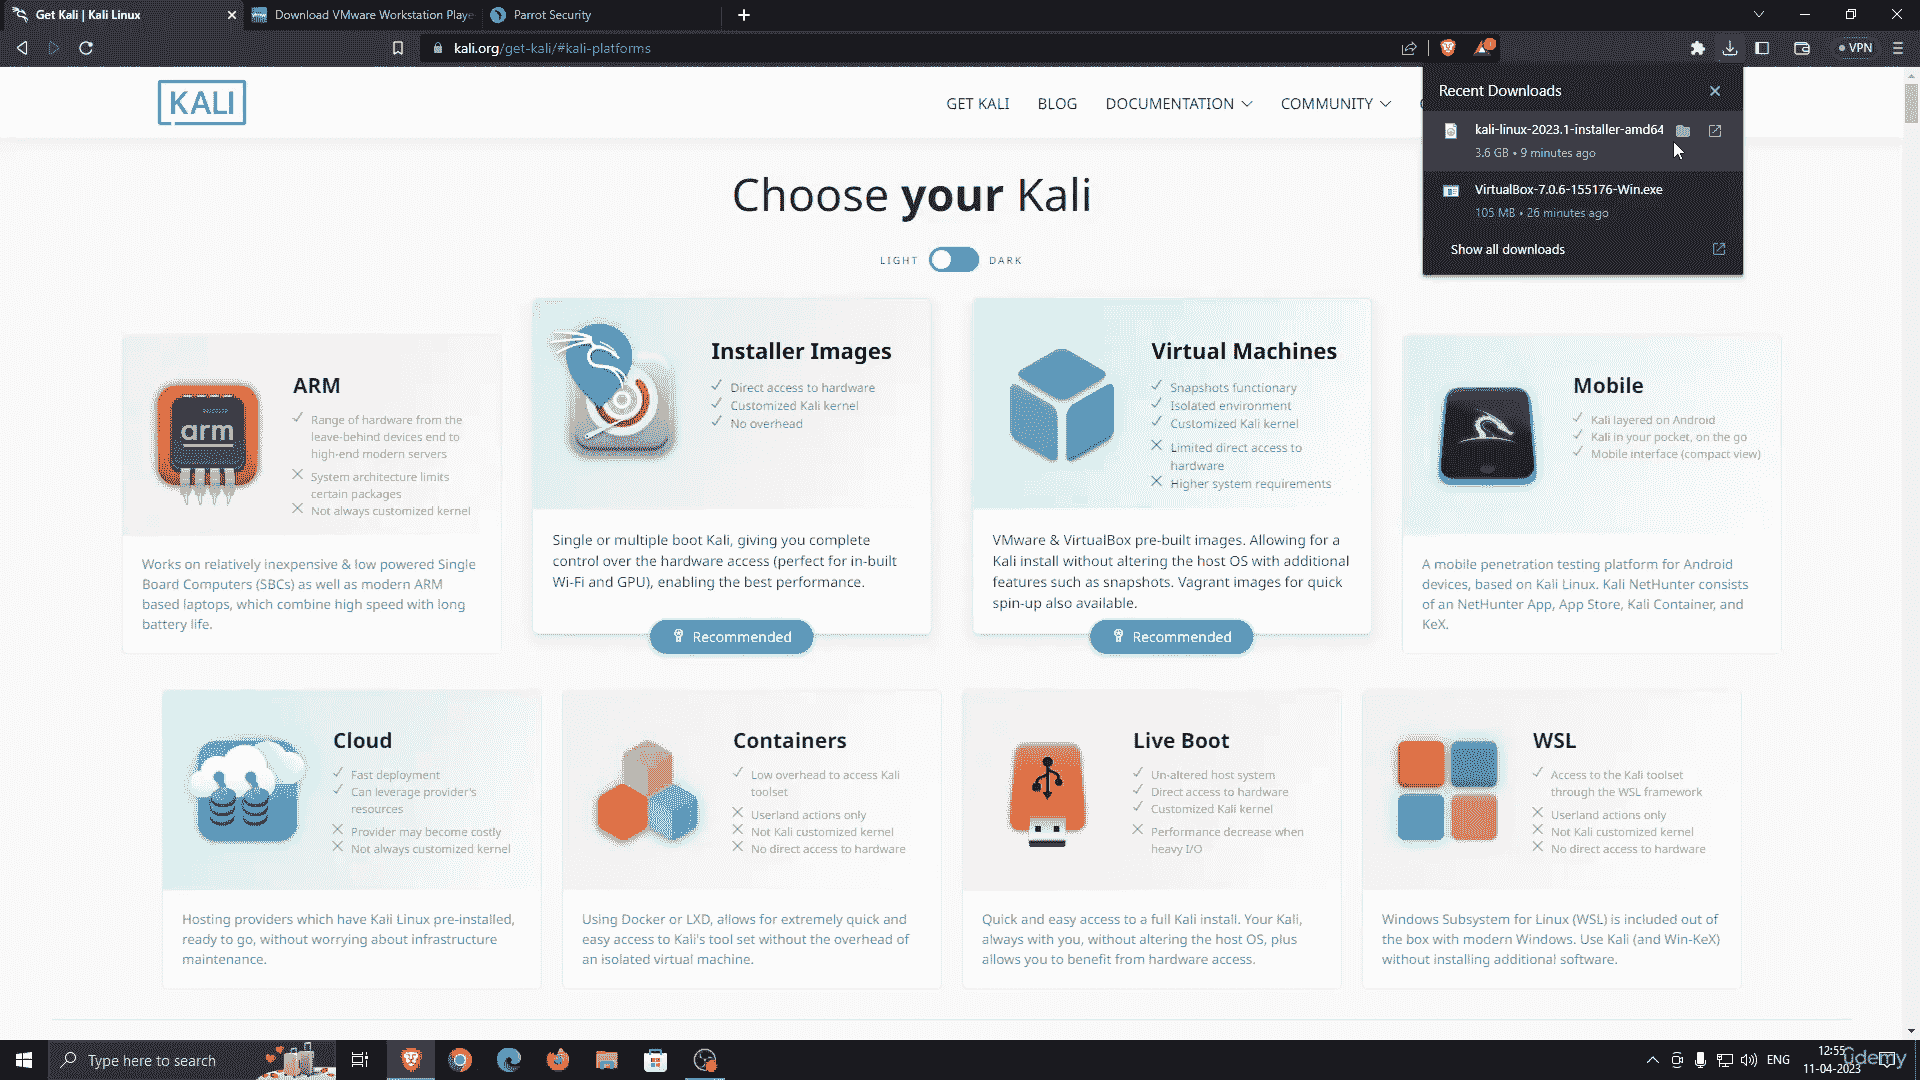 Get Kali | Kali Linux
Download VMware Workstation Playe
Parrot Security
kali.org/get-kali/#kali-platforms
VPN
KALI
GET KALI
BLOG
DOCUMENTATION
COMMUNITY
Recent Downloads
kali-linux-2023.1-installer-amd64
3.6 GB • 9 minutes ago
VirtualBox-7.0.6-155176-Win.exe
105 MB • 26 minutes ago
Show all downloads
Choose your Kali
LIGHT
DARK
ARM
arm
Range of hardware from the
leave-behind devices end to
high-end modern servers
System architecture limits
certain packages
Not always customized kernel
Works on relatively inexpensive & low powered Single
Board Computers (SBCs) as well as modern ARM
based laptops, which combine high speed with long
battery life.
Installer Images
Direct access to hardware
Customized Kali kernel
No overhead
Single or multiple boot Kali, giving you complete
control over the hardware access (perfect for in-built
Wi-Fi and GPU), enabling the best performance.
Recommended
Virtual Machines
Snapshots functionary
Isolated environment
Customized Kali kernel
Limited direct access to
hardware
Higher system requirements
VMware & VirtualBox pre-built images. Allowing for a
Kali install without altering the host OS with additional
features such as snapshots. Vagrant images for quick
spin-up also available.
Recommended
Mobile
Kali layered on Android
Kali in your pocket, on the go
Mobile interface (compact view)
A mobile penetration testing platform for Android
devices, based on Kali Linux. Kali NetHunter consists
of an NetHunter App, App Store, Kali Container, and
KeX.
Cloud
Fast deployment
Can leverage provider's
resources
Provider may become costly
Not always customized kernel
Hosting providers which have Kali Linux pre-installed,
ready to go, without worrying about infrastructure
maintenance.
Containers
Low overhead to access Kali
toolset
Userland actions only
Not Kali customized kernel
No direct access to hardware
Using Docker or LXD, allows for extremely quick and
easy access to Kali's tool set without the overhead of
an isolated virtual machine.
Live Boot
Un-altered host system
Direct access to hardware
Customized Kali kernel
Performance decrease when
heavy I/O
Quick and easy access to a full Kali install. Your Kali,
always with you, without altering the host OS, plus
allows you to benefit from hardware access.
WSL
Access to the Kali toolset
through the WSL framework
Userland actions only
Not Kali customized kernel
No direct access to hardware
Windows Subsystem for Linux (WSL) is included out of
the box with modern Windows. Use Kali (and Win-KeX)
without installing additional software.
Type here to search
ENG
12:55
11-04-2023
udemy